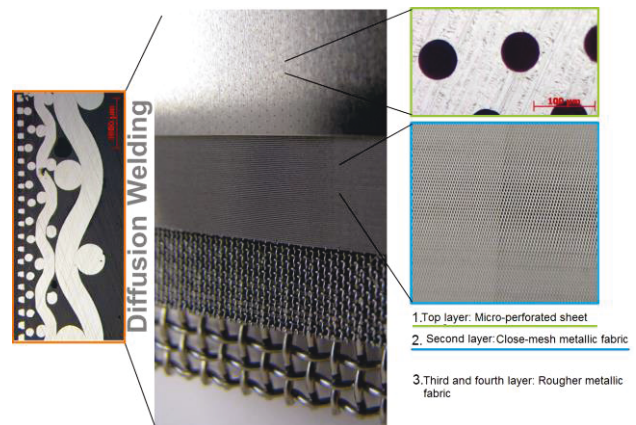 Diffusion Welding
100 µm
1.Top layer: Micro-perforated sheet
2. Second layer:Close-mesh metallic fabric
3.Third and fourth layer: Rougher metallic
fabric